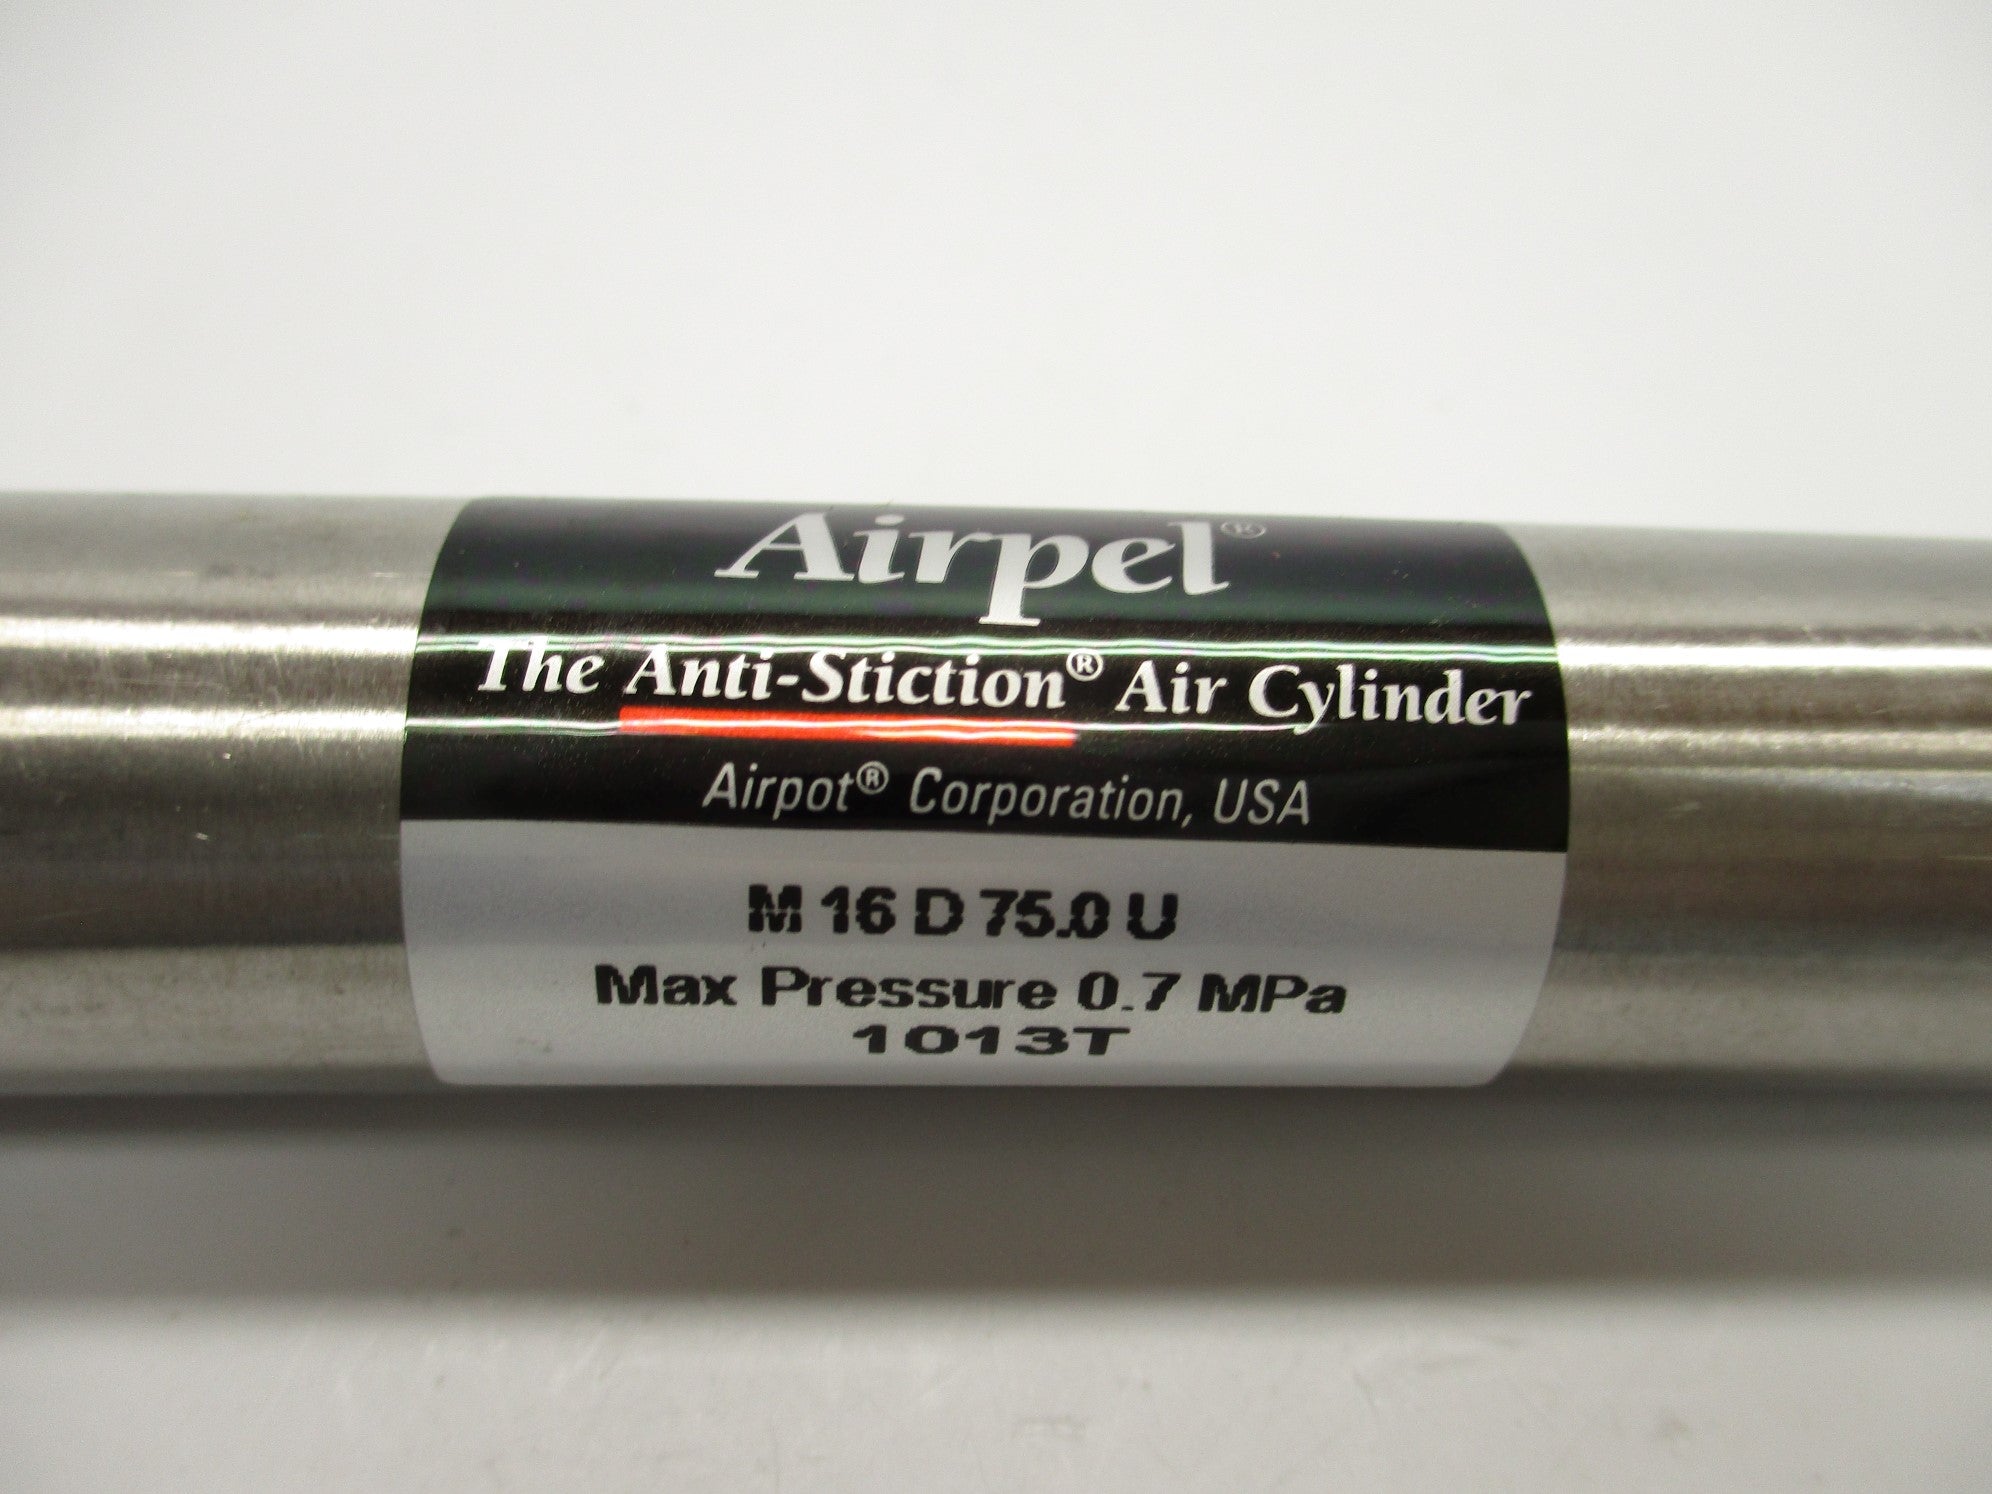 Airpel®
The Anti-Stiction® Air Cylinder
Airpot® Corporation, USA
M 16 D 75.0 U
Max Pressure 0.7 MPa
1013T